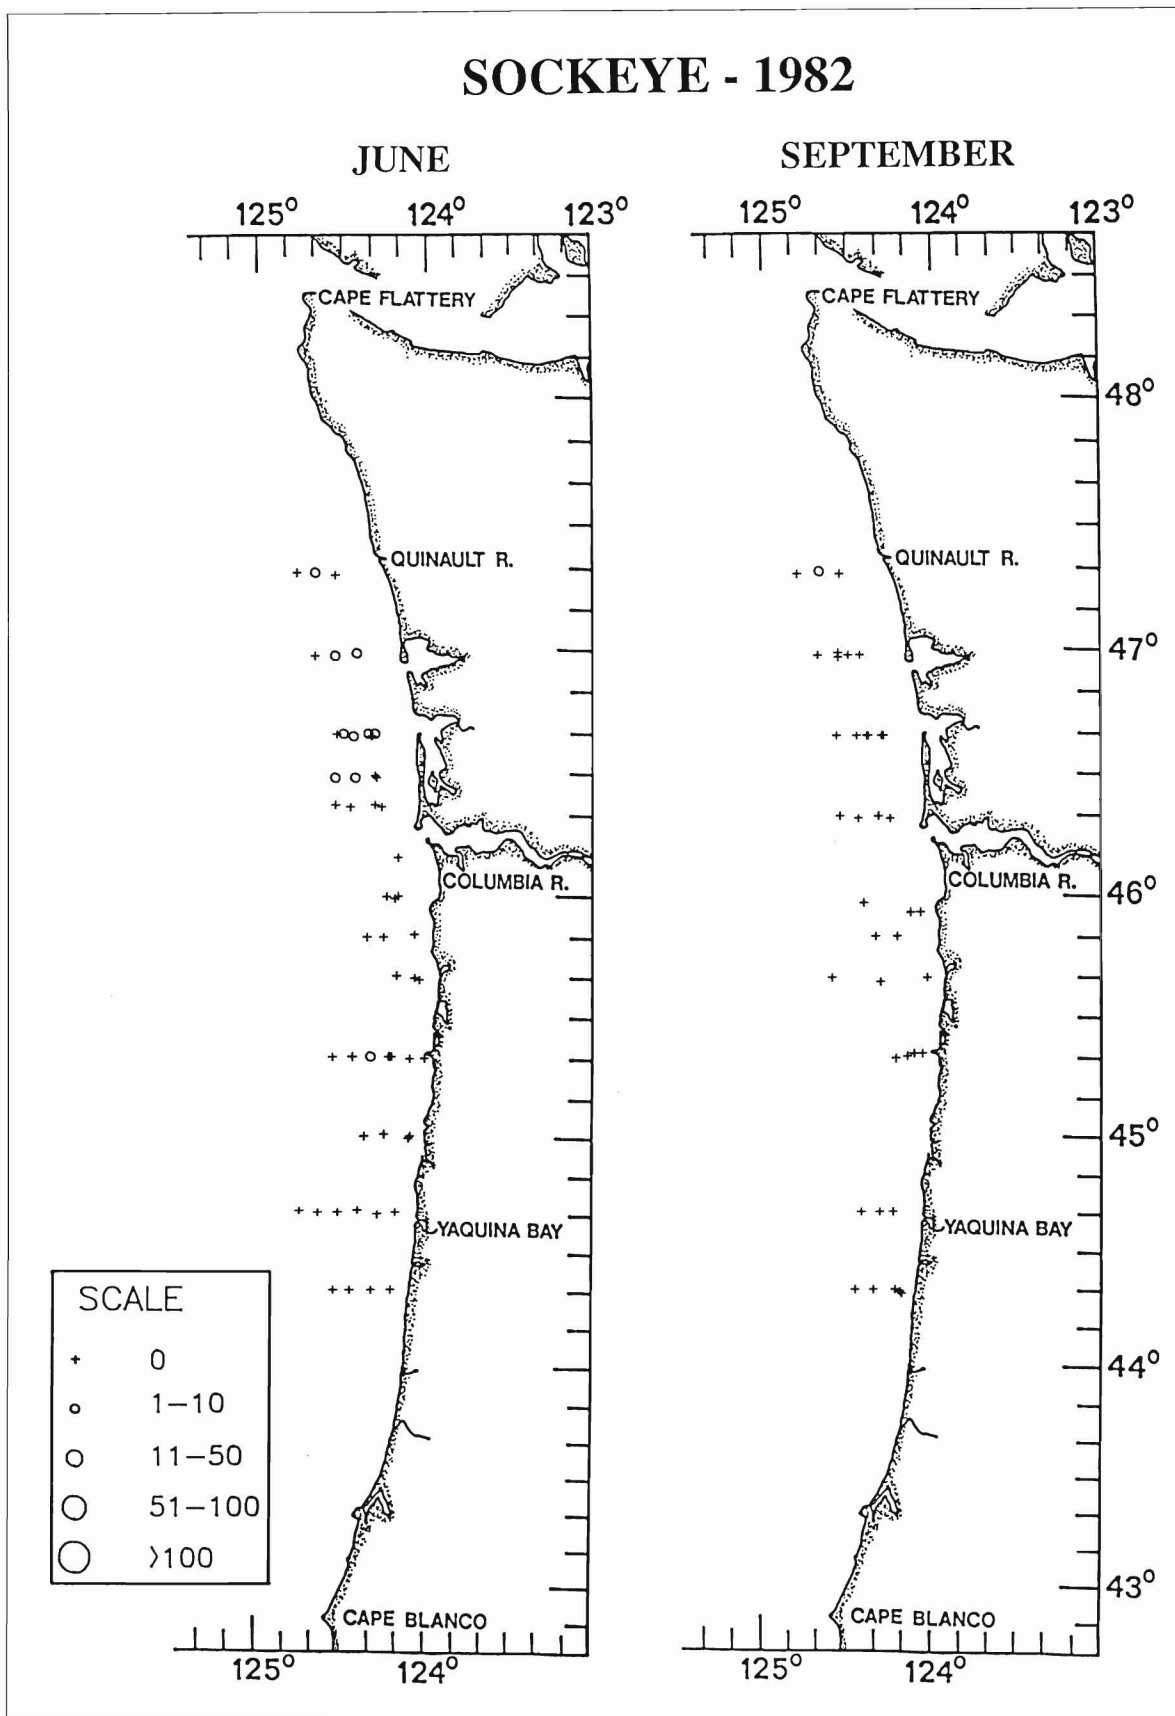 SOCKEYE - 1982
JUNE
SEPTEMBER
125° 124° 123°
125° 124° 123°
CAPE FLATTERY
CAPE FLATTERY
48°
QUINAULT R.
QUINAULT R.
47°
COLUMBIA R.
COLUMBIA R.
46°
45°
YAQUINA BAY
YAQUINA BAY
SCALE
+ 0
1-10
11-50
51-100
>100
44°
43°
CAPE BLANCO
CAPE BLANCO
125° 124°
125° 124°